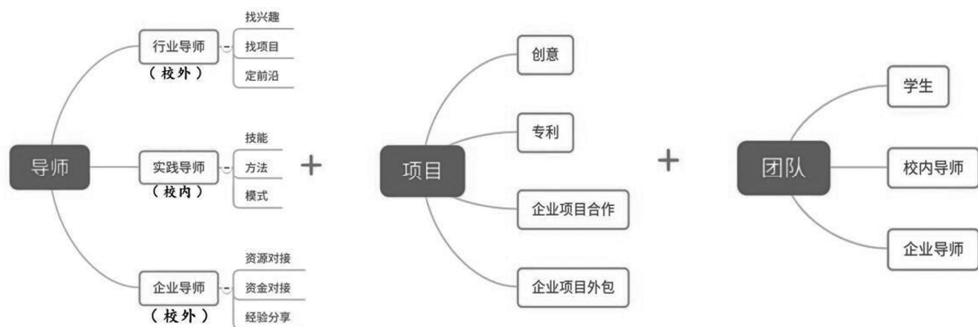 导师
行业导师
（校外）
找兴趣
找项目
定前沿
实践导师
（校内）
技能
方法
模式
企业导师
（校外）
资源对接
资金对接
经验分享
+
项目
创意
专利
企业项目合作
企业项目外包
+
团队
学生
校内导师
企业导师